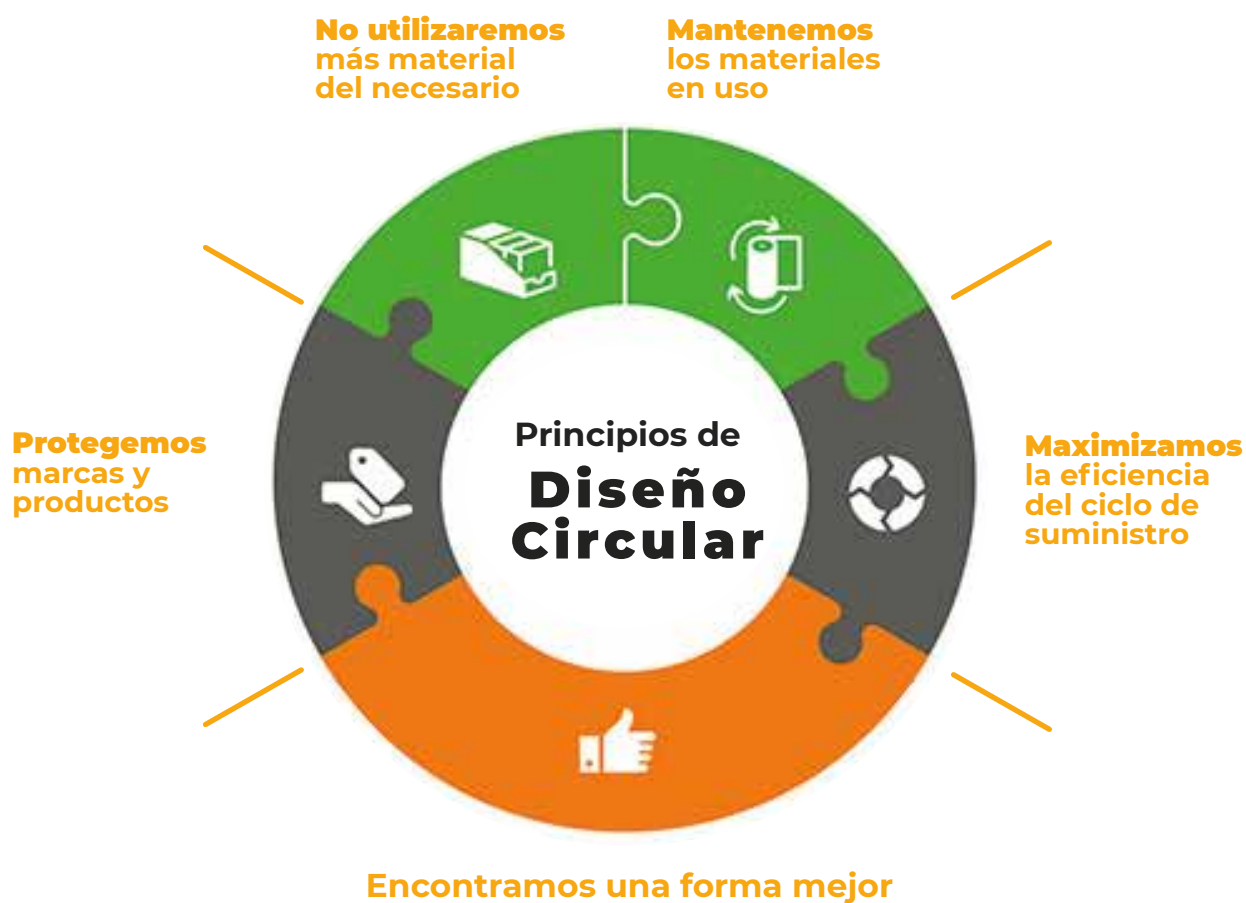 No utilizaremos
más material
del necesario
Mantenemos
los materiales
en uso
Protegemos
marcas y
productos
Principios de
Diseño
Circular
Maximizamos
la eficiencia
del ciclo de
suministro
Encontramos una forma mejor